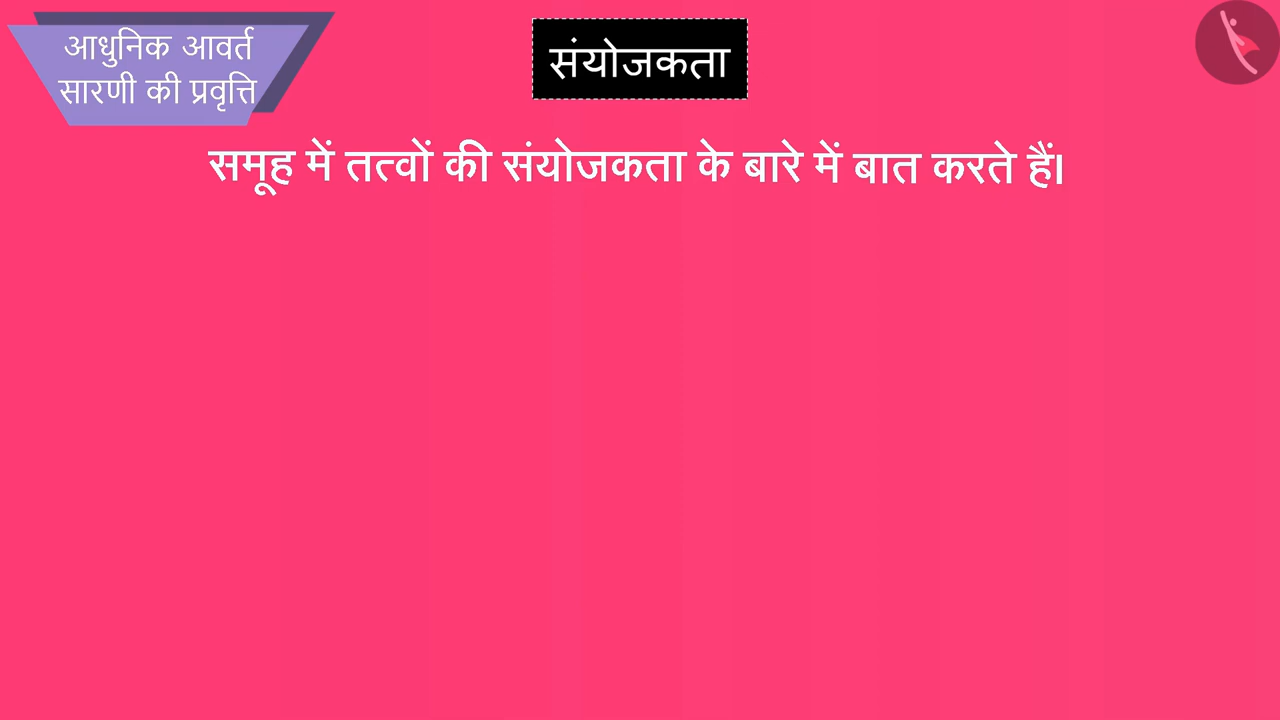 आधुनिक आवर्त
सारणी की प्रवृत्ति
संयोजकता
समूह में तत्वों की संयोजकता के बारे में बात करते हैं।